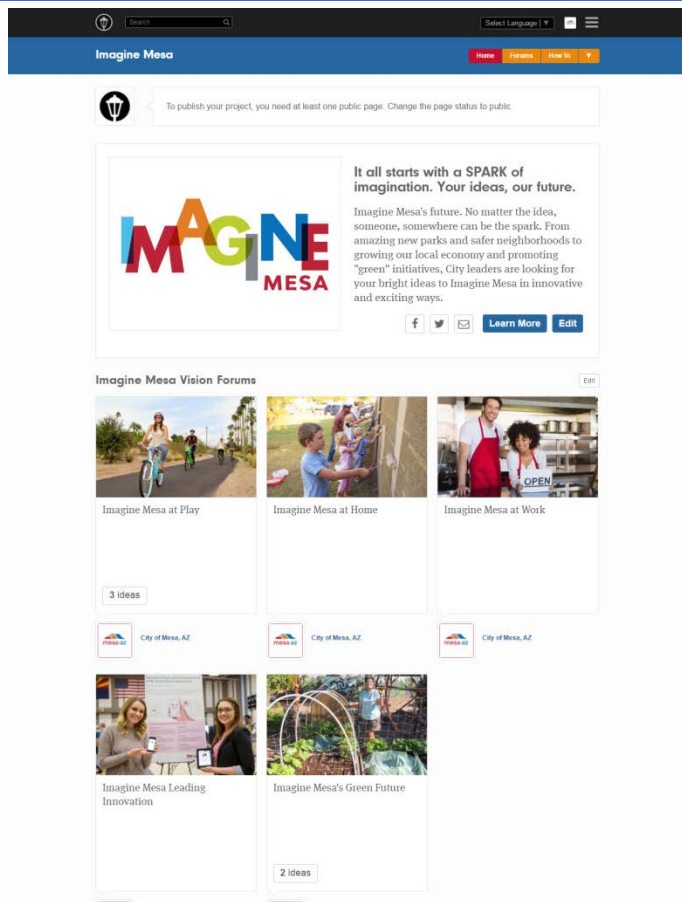 Search
Select Language ▼
Imagine Mesa
Home Forums How To ▼
To publish your project, you need at least one public page. Change the page status to public.
IMAGINE
MESA
It all starts with a SPARK of
imagination. Your ideas, our future.
Imagine Mesa's future. No matter the idea,
someone, somewhere can be the spark. From
amazing new parks and safer neighborhoods to
growing our local economy and promoting
"green" initiatives, City leaders are looking for
your bright ideas to Imagine Mesa in innovative
and exciting ways.
Learn More Edit
Imagine Mesa Vision Forums
Edit
OPEN
Imagine Mesa at Play
Imagine Mesa at Home
Imagine Mesa at Work
3 ideas
mesa·az
City of Mesa, AZ
mesa·az
City of Mesa, AZ
mesa·az
City of Mesa, AZ
Imagine Mesa Leading
Innovation
Imagine Mesa's Green Future
2 ideas